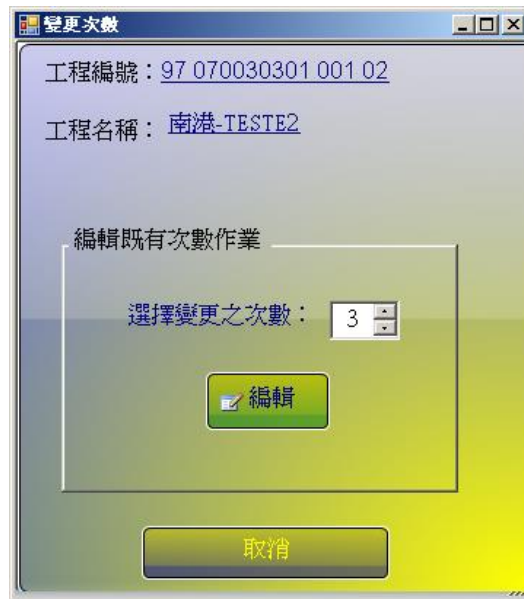 變更次數
工程編號：97 070030301 001 02
工程名稱：南港-TESTE2
編輯既有次數作業
選擇變更之次數：3
編輯
取消